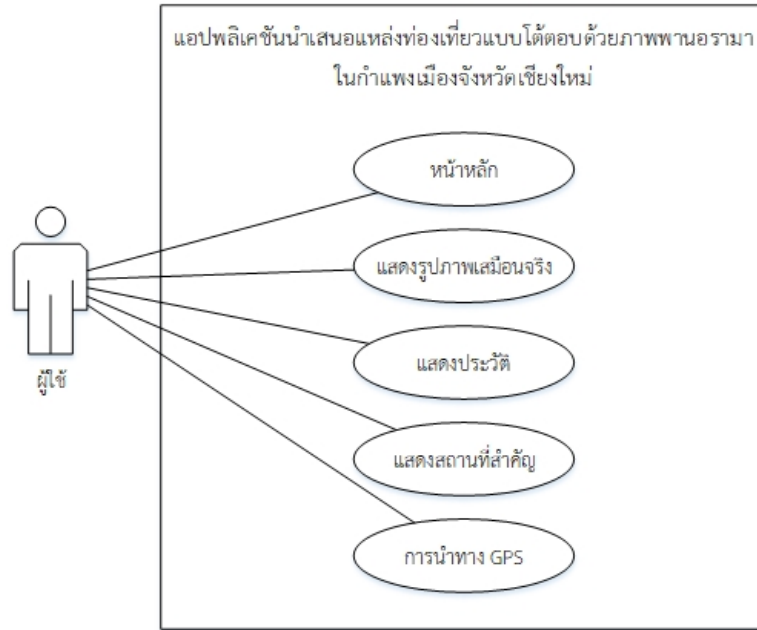 แอปพลิเคชันนำเสนอแหล่งท่องเที่ยวแบบโต้ตอบด้วยภาพพานอรามา
ในกำแพงเมืองจังหวัดเชียงใหม่
หน้าหลัก
แสดงรูปภาพเสมือนจริง
แสดงประวัติ
ผู้ใช้
แสดงสถานที่สำคัญ
การนำทาง GPS